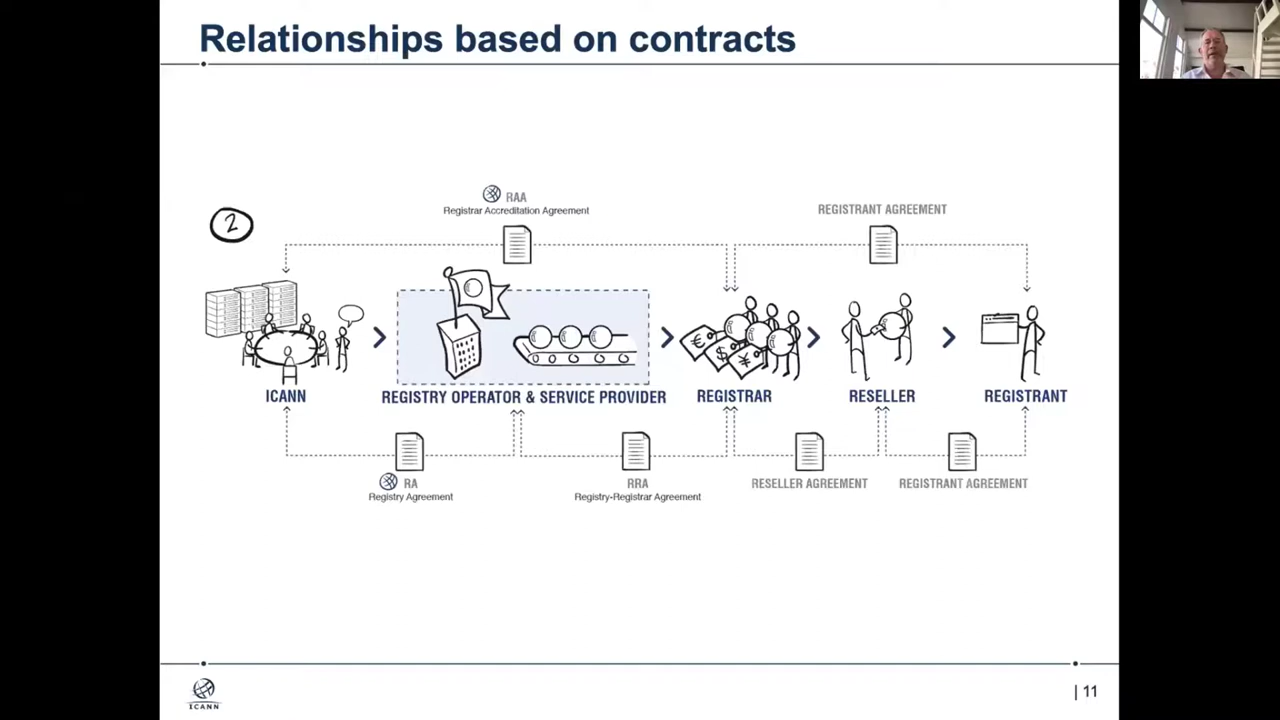 Relationships based on contracts
2
RAA
Registrar Accreditation Agreement
REGISTRANT AGREEMENT
€
$
¥
ICANN
REGISTRY OPERATOR & SERVICE PROVIDER
REGISTRAR
RESELLER
REGISTRANT
RA
Registry Agreement
RRA
Registry-Registrar Agreement
RESELLER AGREEMENT
REGISTRANT AGREEMENT
ICANN
| 11